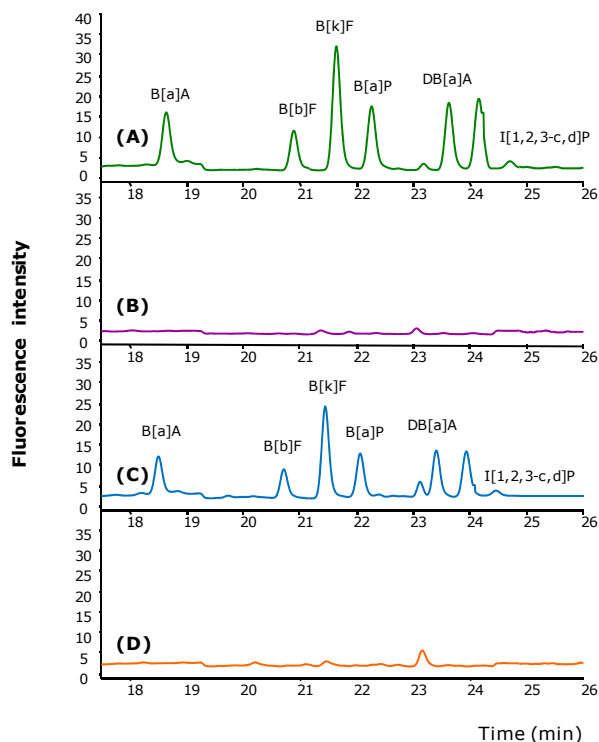 40
35
30
25
20
15
10
5
0
B[k]F
B[a]A
B[b]F
B[a]P
DB[a]A
I[1,2,3-c,d]P
(A)
18 19 20 21 22 23 24 25 26
35
30
25
20
15
10
5
0
(B)
18 19 20 21 22 23 24 25 26
Fluorescence intensity
35
30
25
20
15
10
5
0
B[k]F
B[a]A
B[b]F
B[a]P
DB[a]A
I[1,2,3-c,d]P
(C)
18 19 20 21 22 23 24 25 26
35
30
25
20
15
10
5
0
(D)
18 19 20 21 22 23 24 25 26
Time (min)